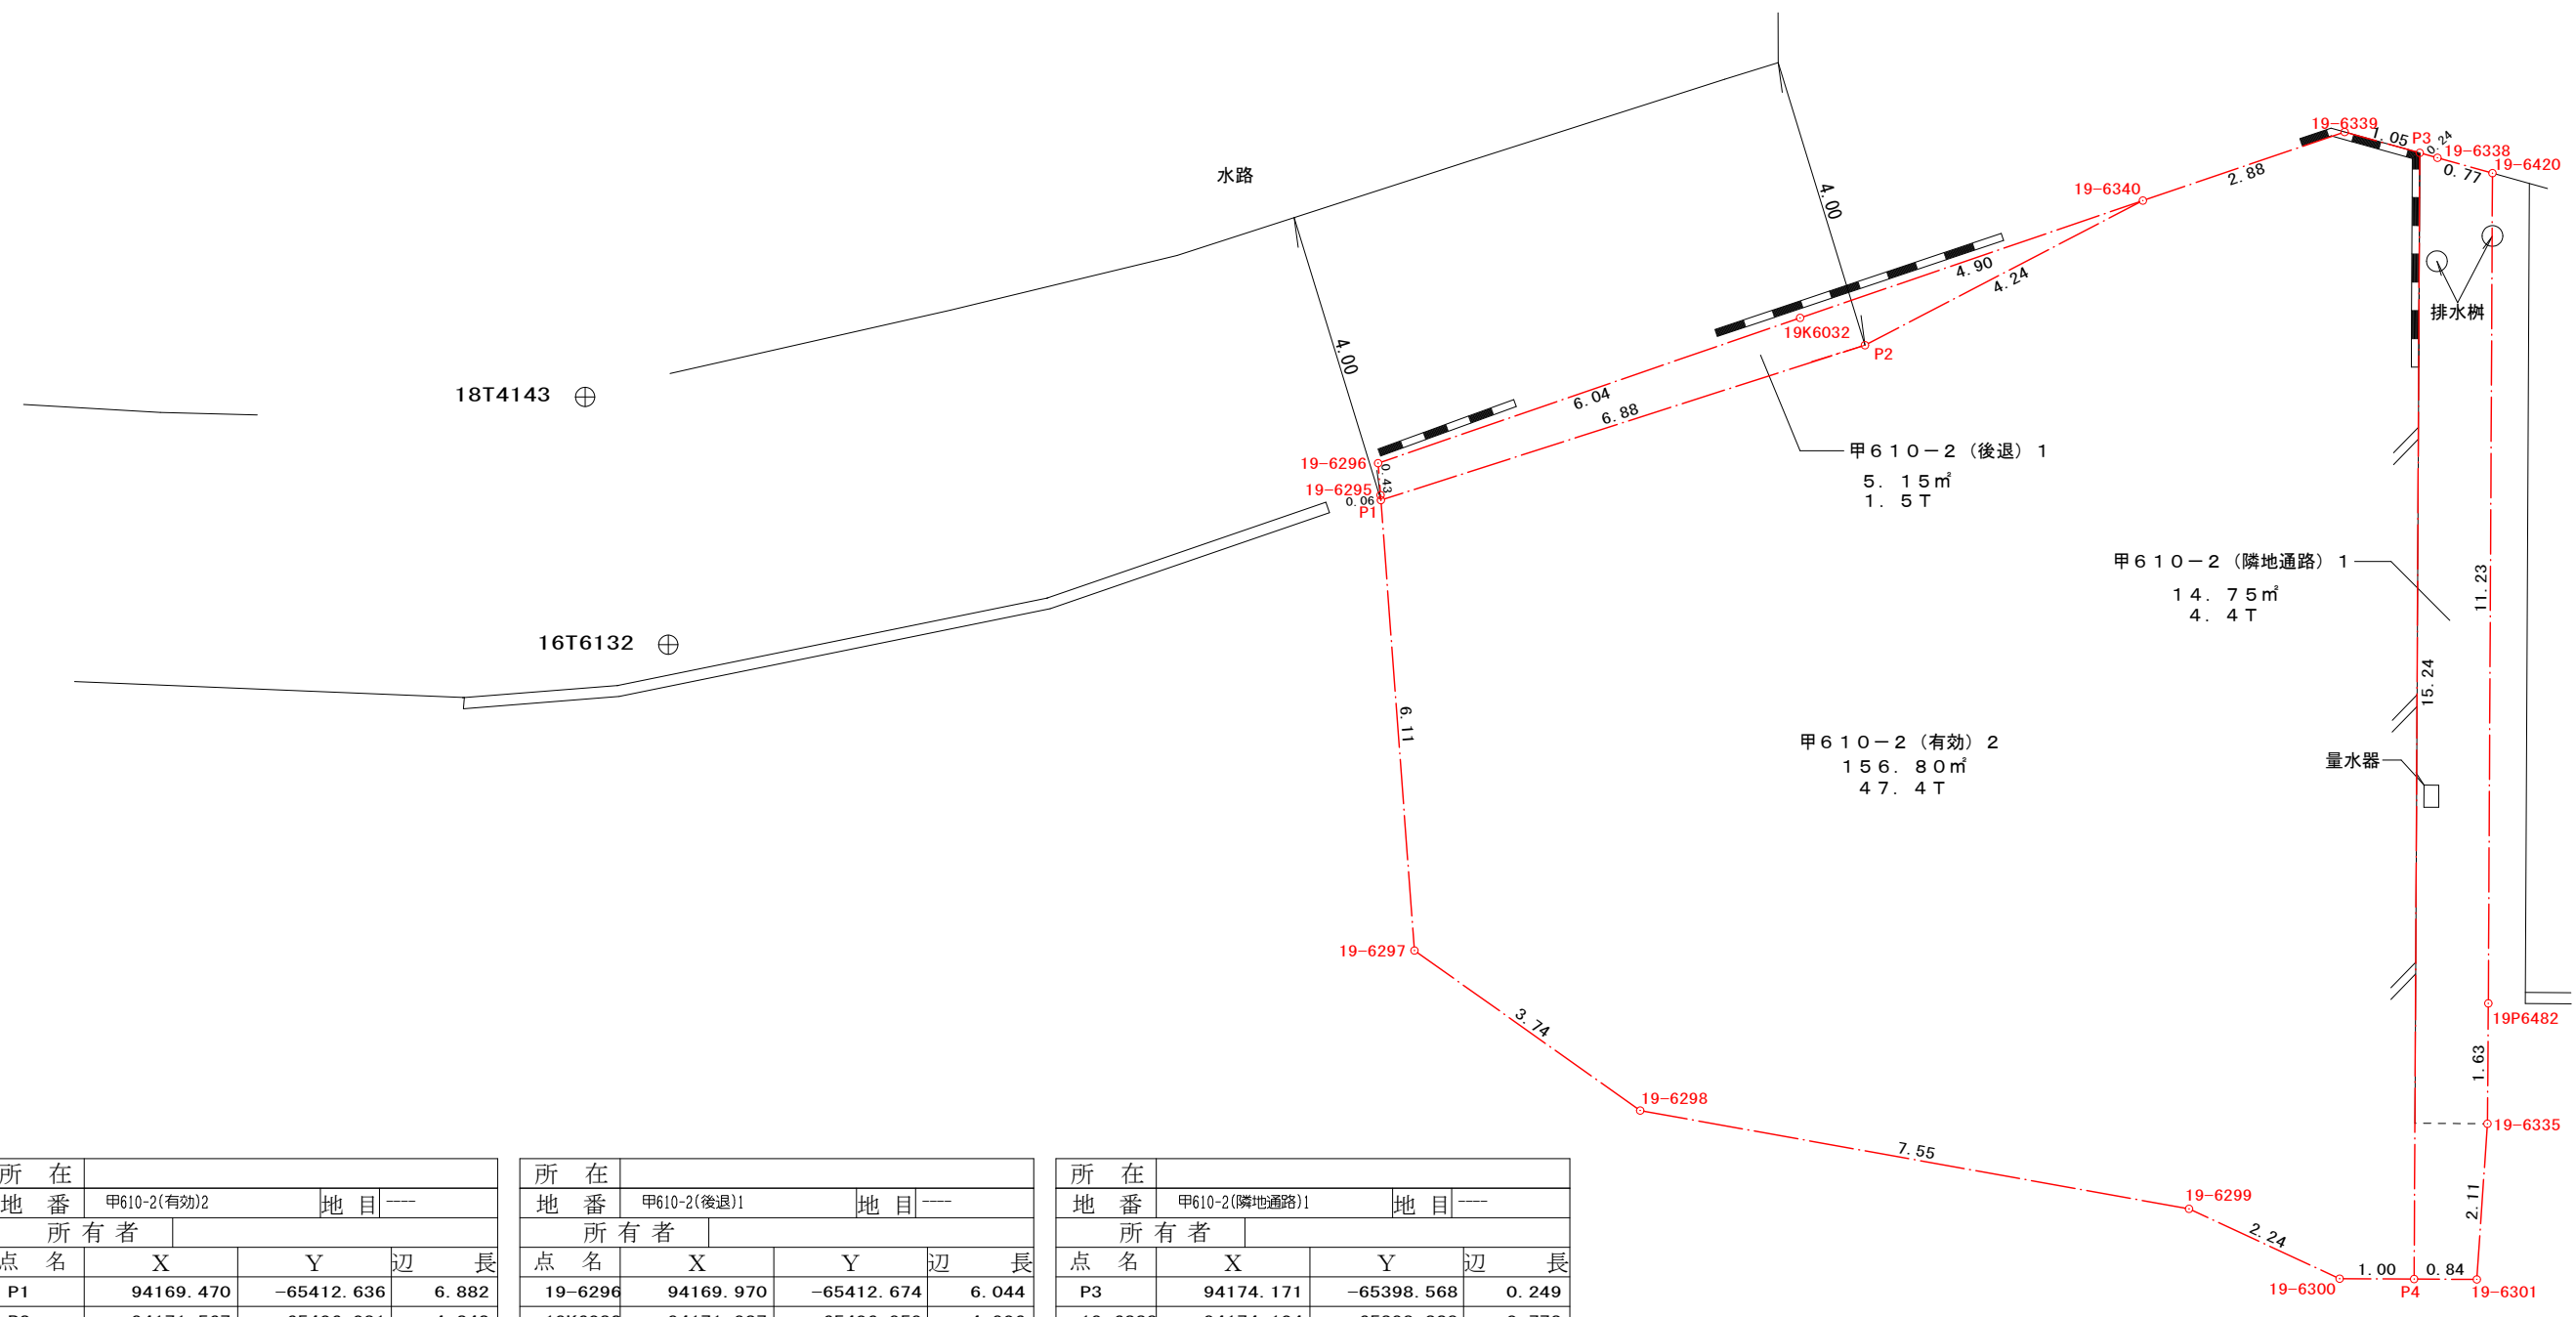 19-6339
1.05
P3
0.24
19-6338
0.77
19-6420
水路
4.00
19-6340
2.88
4.90
4.24
19K6032
P2
排水桝
4.00
18T4143
6.04
6.88
19-6296
0.43
19-6295
0.06
P1
甲610-2(後退)1
5.15㎡
1.5T
甲610-2(隣地通路)1
14.75㎡
4.4T
11.23
16T6132
15.24
6.11
甲610-2(有効)2
156.80㎡
47.4T
量水器
19-6297
3.74
19P6482
1.63
19-6298
19-6335
7.55
2.11
19-6299
2.24
19-6300
1.00
P4
0.84
19-6301
所在
地番 甲610-2(有効)2 地目 ----
所有者
点名 X Y 辺長
P1 94169.470 -65412.636 6.882
所在
地番 甲610-2(後退)1 地目 ----
所有者
点名 X Y 辺長
19-6296 94169.970 -65412.674 6.044
所在
地番 甲610-2(隣地通路)1 地目 ----
所有者
点名 X Y 辺長
P3 94174.171 -65398.568 0.249